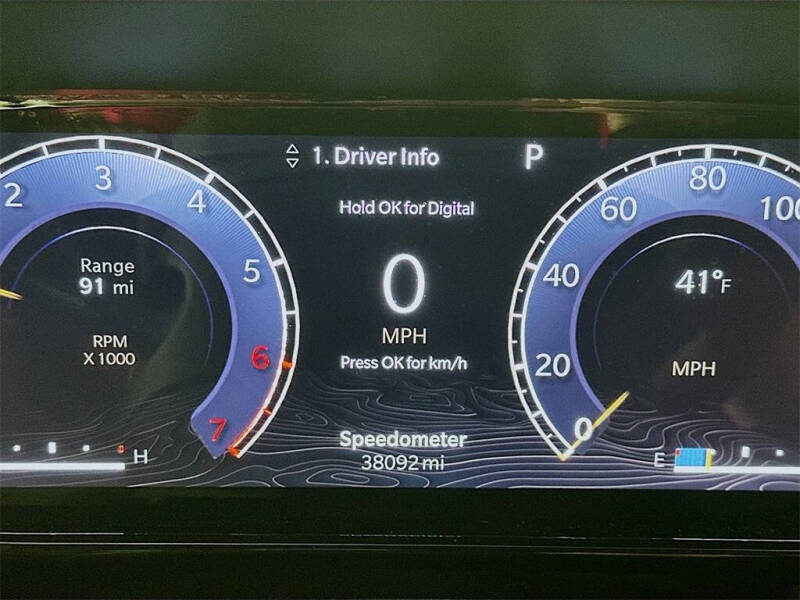 1. Driver Info
P
Hold OK for Digital
0
MPH
Press OK for km/h
Speedometer
38092 mi
2
3
4
5
6
7
Range
91 mi
RPM
X 1000
H
0
20
40
60
80
100
41°F
MPH
E